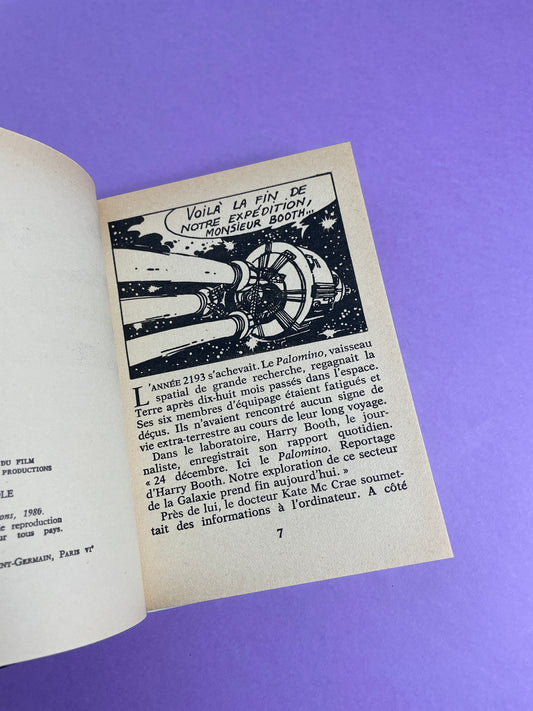 DU FILM
PRODUCTIONS
OLE
ons, 1986.
de reproduction
ur tous pays.
NT-GERMAIN, PARIS VIe
VOILÀ LA FIN DE
NOTRE EXPÉDITION,
MONSIEUR BOOTH...
L'ANNÉE 2193 s'achevait. Le Palomino, vaisseau
spatial de grande recherche, regagnait la
Terre après dix-huit mois passés dans l'espace.
Ses six membres d'équipage étaient fatigués et
déçus. Ils n'avaient rencontré aucun signe de
vie extra-terrestre au cours de leur long voyage.
Dans le laboratoire, Harry Booth, le jour-
naliste, enregistrait son rapport quotidien.
« 24 décembre. Ici le Palomino. Reportage
d'Harry Booth. Notre exploration de ce secteur
de la Galaxie prend fin aujourd'hui. »
Près de lui, le docteur Kate Mc Crae soumet-
tait des informations à l'ordinateur. A côté
7